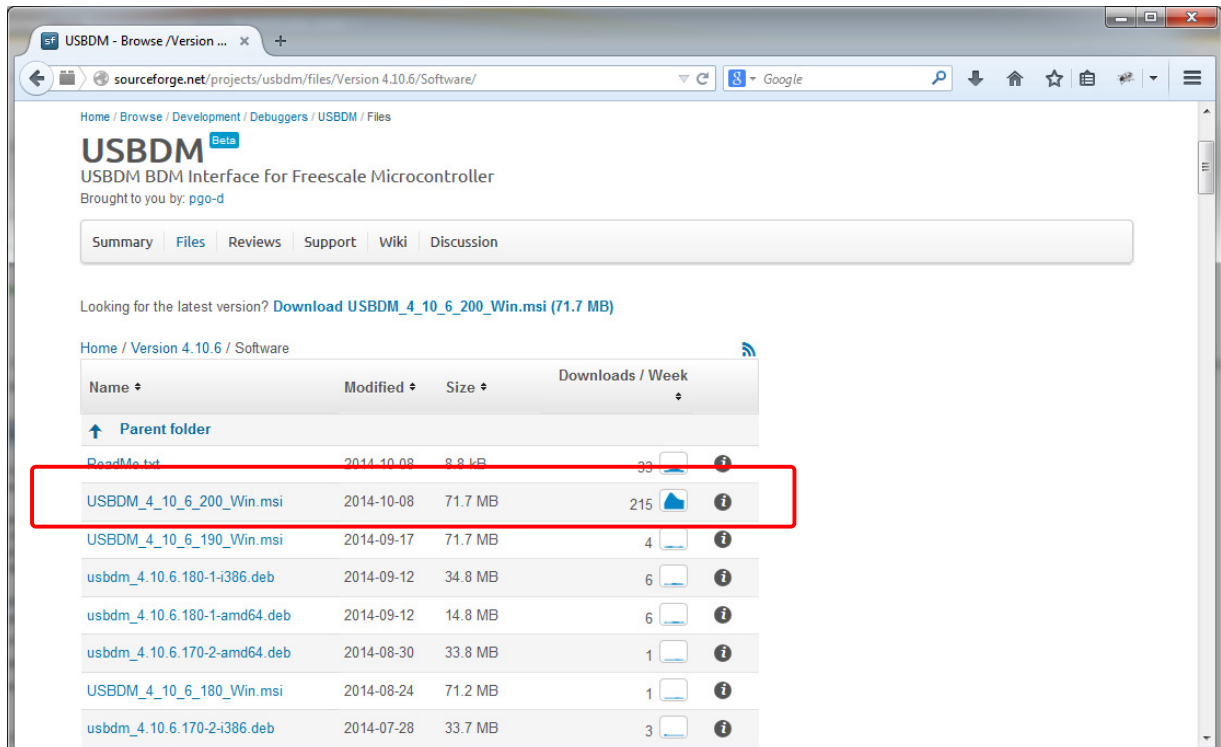 USBDM - Browse /Version ...
sourceforge.net/projects/usbdm/files/Version 4.10.6/Software/
Google
Home / Browse / Development / Debuggers / USBDM / Files
USBDM Beta
USBDM BDM Interface for Freescale Microcontroller
Brought to you by: pgo-d
Summary Files Reviews Support Wiki Discussion
Looking for the latest version? Download USBDM_4_10_6_200_Win.msi (71.7 MB)
Home / Version 4.10.6 / Software
Name Modified Size Downloads / Week
Parent folder
ReadMe.txt 2014-10-08 8.8 kB 33
USBDM_4_10_6_200_Win.msi 2014-10-08 71.7 MB 215
USBDM_4_10_6_190_Win.msi 2014-09-17 71.7 MB 4
usbdm_4.10.6.180-1-i386.deb 2014-09-12 34.8 MB 6
usbdm_4.10.6.180-1-amd64.deb 2014-09-12 14.8 MB 6
usbdm_4.10.6.170-2-amd64.deb 2014-08-30 33.8 MB 1
USBDM_4_10_6_180_Win.msi 2014-08-24 71.2 MB 1
usbdm_4.10.6.170-2-i386.deb 2014-07-28 33.7 MB 3